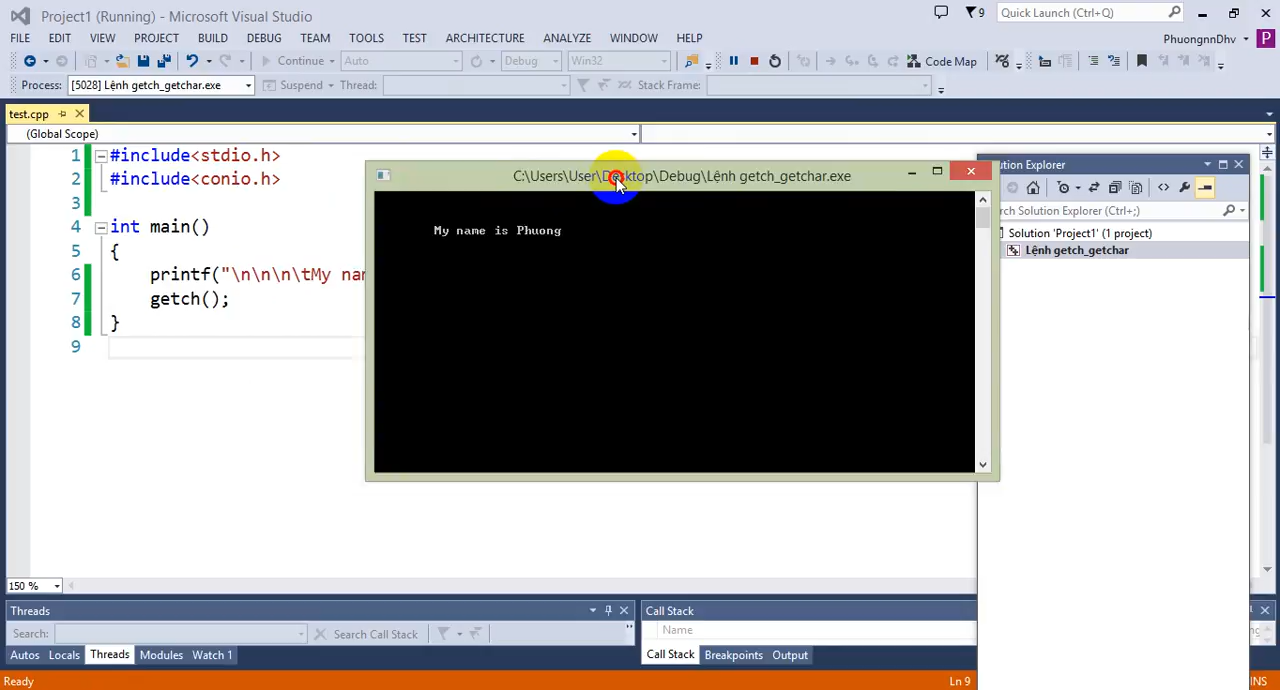 Project1 (Running) - Microsoft Visual Studio
9
Quick Launch (Ctrl+Q)
FILE EDIT VIEW PROJECT BUILD DEBUG TEAM TOOLS TEST ARCHITECTURE ANALYZE WINDOW HELP
PhuongnnDhv P
Continue Auto Debug Win32 Code Map
Process: [5028] Lệnh getch_getchar.exe Suspend Thread: Stack Frame:
test.cpp
(Global Scope)
1 #include<stdio.h>
2 #include<conio.h>
3
4 int main()
5 {
6 printf("\n\n\n\tMy nam
7 getch();
8 }
9
C:\Users\User\Desktop\Debug\Lệnh getch_getchar.exe
My name is Phuong
ution Explorer
rch Solution Explorer (Ctrl+;)
Solution 'Project1' (1 project)
Lệnh getch_getchar
150 %
Threads
Search: Search Call Stack
Autos Locals Threads Modules Watch 1
Call Stack
Name
Call Stack Breakpoints Output
Ready
Ln 9
INS